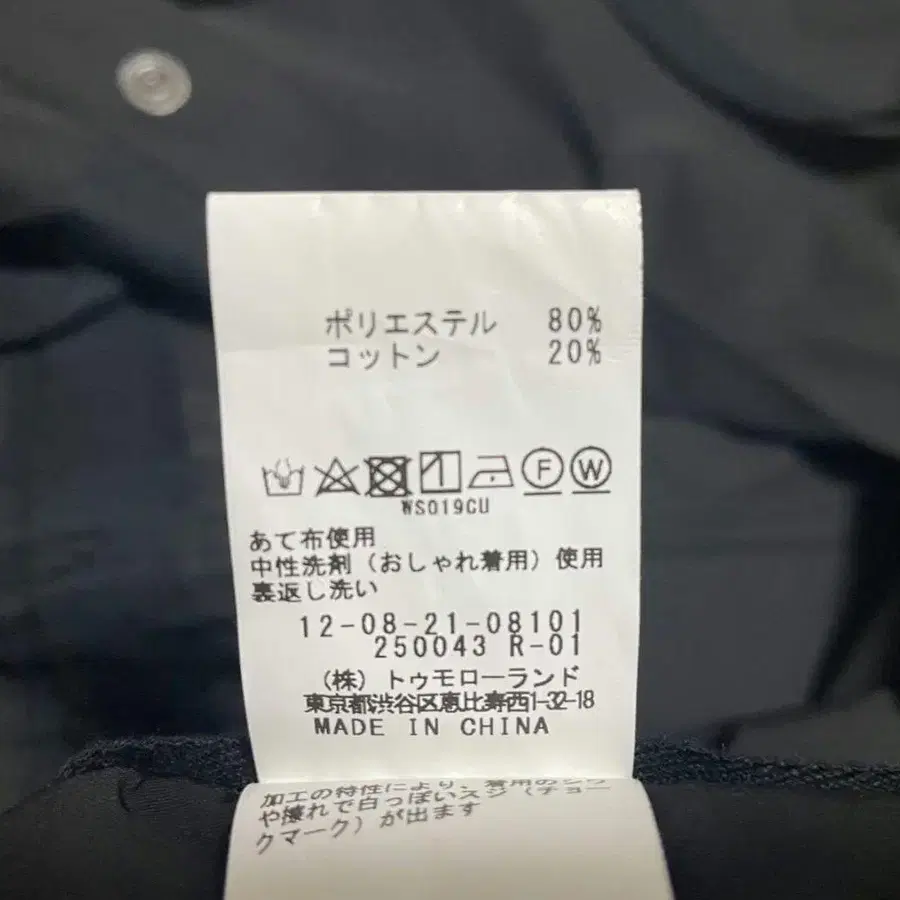 ポリエステル 80%
コットン 20%
F W
WS019CU
あて布使用
中性洗剤（おしゃれ着用）使用
裏返し洗い
12-08-21-08101
250043 R-01
（株）トゥモローランド
東京都渋谷区恵比寿西1-32-18
MADE IN CHINA
加工の特性により、着用のシワ
や擦れで白っぽいスジ（チョー
クマーク）が出ます